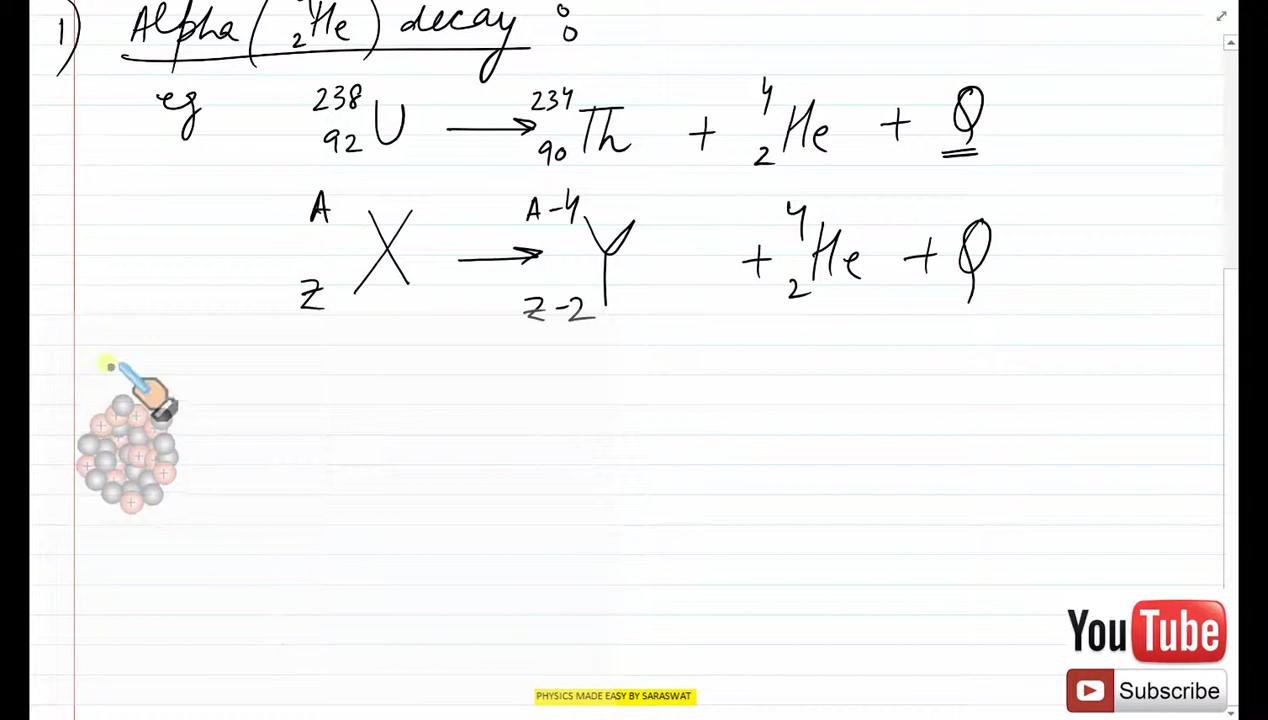 1) Alpha (⁴₂He) decay :
eg ²³⁸₉₂U → ²³⁴₉₀Th + ⁴₂He + Q
ᴬ_Z X → ᴬ⁻⁴_Z₋₂ Y + ⁴₂He + Q
You Tube
Subscribe
PHYSICS MADE EASY BY SARASWAT